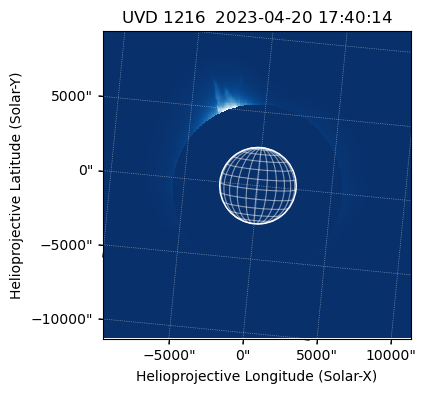 UVD 1216 2023-04-20 17:40:14
Helioprojective Latitude (Solar-Y)
5000"
0"
−5000"
−10000"
−5000"
0"
5000"
10000"
Helioprojective Longitude (Solar-X)